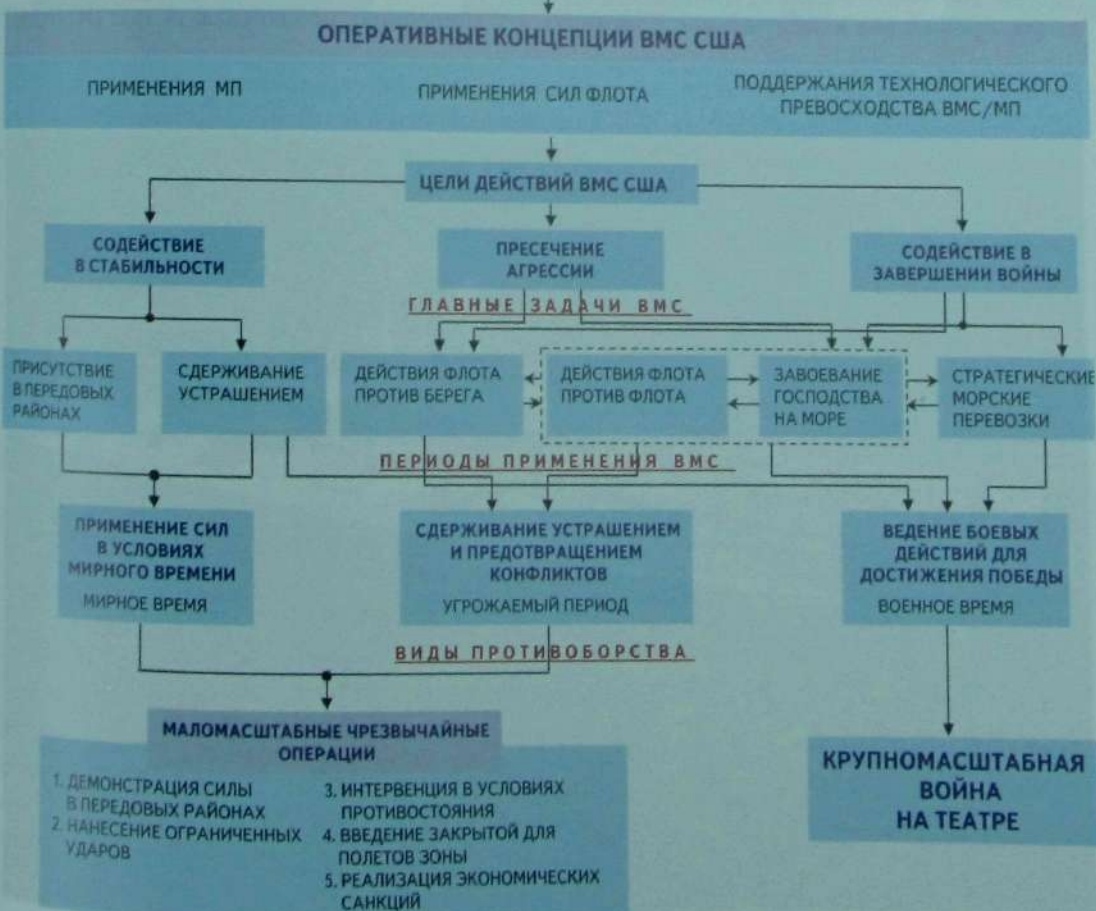 ОПЕРАТИВНЫЕ КОНЦЕПЦИИ ВМС США
ПРИМЕНЕНИЯ МП
ПРИМЕНЕНИЯ СИЛ ФЛОТА
ПОДДЕРЖАНИЯ ТЕХНОЛОГИЧЕСКОГО
ПРЕВОСХОДСТВА ВМС/МП
ЦЕЛИ ДЕЙСТВИЙ ВМС США
СОДЕЙСТВИЕ
В СТАБИЛЬНОСТИ
ПРЕСЕЧЕНИЕ
АГРЕССИИ
СОДЕЙСТВИЕ В
ЗАВЕРШЕНИИ ВОЙНЫ
ГЛАВНЫЕ ЗАДАЧИ ВМС
ПРИСУТСТВИЕ
В ПЕРЕДОВЫХ
РАЙОНАХ
СДЕРЖИВАНИЕ
УСТРАШЕНИЕМ
ДЕЙСТВИЯ ФЛОТА
ПРОТИВ БЕРЕГА
ДЕЙСТВИЯ ФЛОТА
ПРОТИВ ФЛОТА
ЗАВОЕВАНИЕ
ГОСПОДСТВА
НА МОРЕ
СТРАТЕГИЧЕСКИЕ
МОРСКИЕ
ПЕРЕВОЗКИ
ПЕРИОДЫ ПРИМЕНЕНИЯ ВМС
ПРИМЕНЕНИЕ СИЛ
В УСЛОВИЯХ
МИРНОГО ВРЕМЕНИ
МИРНОЕ ВРЕМЯ
СДЕРЖИВАНИЕ УСТРАШЕНИЕМ
И ПРЕДОТВРАЩЕНИЕМ
КОНФЛИКТОВ
УГРОЖАЕМЫЙ ПЕРИОД
ВЕДЕНИЕ БОЕВЫХ
ДЕЙСТВИЙ ДЛЯ
ДОСТИЖЕНИЯ ПОБЕДЫ
ВОЕННОЕ ВРЕМЯ
ВИДЫ ПРОТИВОБОРСТВА
МАЛОМАСШТАБНЫЕ ЧРЕЗВЫЧАЙНЫЕ
ОПЕРАЦИИ
1. ДЕМОНСТРАЦИЯ СИЛЫ
В ПЕРЕДОВЫХ РАЙОНАХ
2. НАНЕСЕНИЕ ОГРАНИЧЕННЫХ
УДАРОВ
3. ИНТЕРВЕНЦИЯ В УСЛОВИЯХ
ПРОТИВОСТОЯНИЯ
4. ВВЕДЕНИЕ ЗАКРЫТОЙ ДЛЯ
ПОЛЕТОВ ЗОНЫ
5. РЕАЛИЗАЦИЯ ЭКОНОМИЧЕСКИХ
САНКЦИЙ
КРУПНОМАСШТАБНАЯ
ВОЙНА
НА ТЕАТРЕ